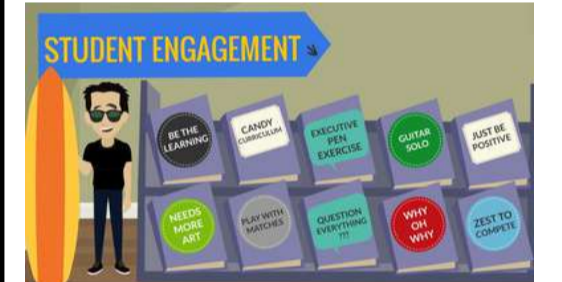 STUDENT ENGAGEMENT
BE THE
LEARNING
CANDY
CURRICULUM
EXECUTIVE
PEN
EXERCISE
GUITAR
SOLO
JUST BE
POSITIVE
NEEDS
MORE
ART
PLAY WITH
MATCHES
QUESTION
EVERYTHING
???
WHY
OH
WHY
ZEST TO
COMPETE